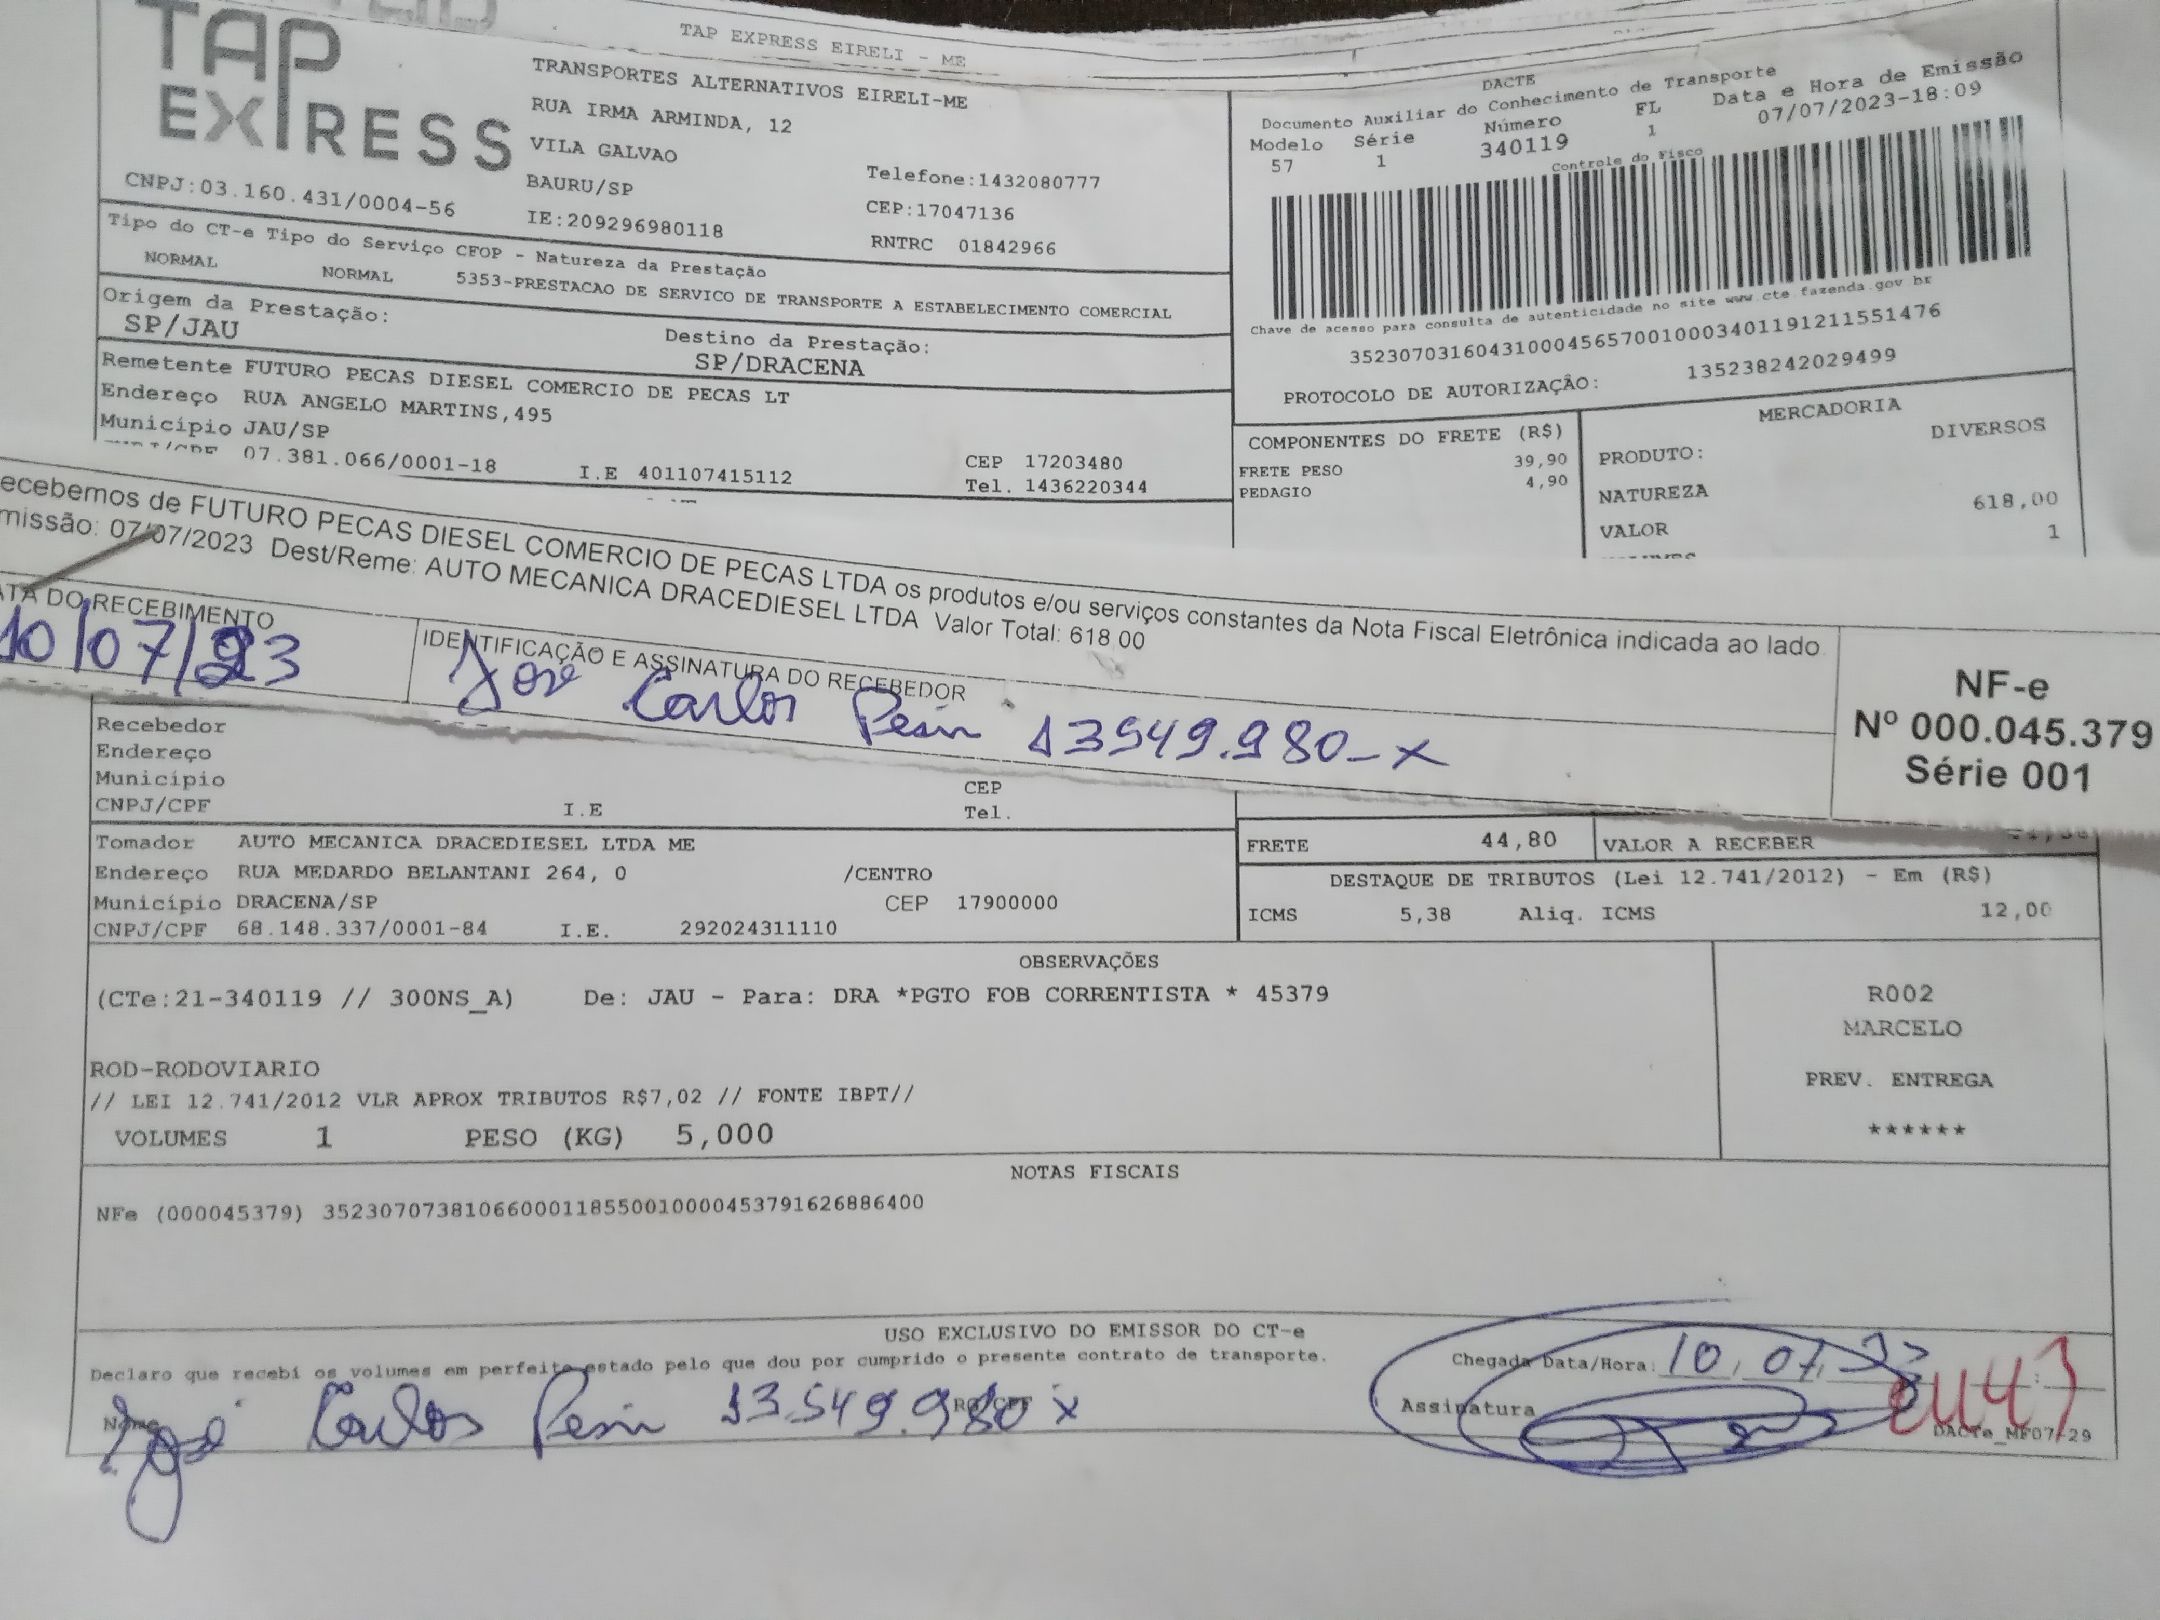 TAP EXPRESS EIRELI - ME
TAP
EXPRESS
CNPJ:03.160.431/0004-56
TRANSPORTES ALTERNATIVOS EIRELI-ME
RUA IRMA ARMINDA, 12
VILA GALVAO
BAURU/SP
IE:209296980118
Telefone:1432080777
CEP:17047136
RNTRC 01842966
DACTE
Documento Auxiliar do Conhecimento de Transporte
Modelo Série Número FL Data e Hora de Emissão
57 1 340119 1 07/07/2023-18:09
Controle do Fisco
Chave de acesso para consulta de autenticidade no site www.cte.fazenda.gov br
35230703160431000456570010003401191211551476
PROTOCOLO DE AUTORIZAÇÃO: 135238242029499
Tipo do CT-e Tipo do Serviço CFOP - Natureza da Prestação
NORMAL NORMAL 5353-PRESTACAO DE SERVICO DE TRANSPORTE A ESTABELECIMENTO COMERCIAL
Origem da Prestação: Destino da Prestação:
SP/JAU SP/DRACENA
Remetente FUTURO PECAS DIESEL COMERCIO DE PECAS LT
Endereço RUA ANGELO MARTINS,495
Município JAU/SP CEP 17203480
07.381.066/0001-18 I.E 401107415112 Tel. 1436220344
COMPONENTES DO FRETE (R$)
FRETE PESO 39,90
PEDAGIO 4,90
MERCADORIA
PRODUTO: DIVERSOS
NATUREZA
VALOR 618,00
1
ecebemos de FUTURO PECAS DIESEL COMERCIO DE PECAS LTDA os produtos e/ou serviços constantes da Nota Fiscal Eletrônica indicada ao lado
missão: 07/07/2023 Dest/Reme: AUTO MECANICA DRACEDIESEL LTDA Valor Total: 618 00
ATA DO RECEBIMENTO IDENTIFICAÇÃO E ASSINATURA DO RECEBEDOR
10/07/23 José Carlos Pesin 13549.980-X
NF-e
Nº 000.045.379
Série 001
Recebedor
Endereço
Município CEP
CNPJ/CPF I.E Tel.
Tomador AUTO MECANICA DRACEDIESEL LTDA ME
Endereço RUA MEDARDO BELANTANI 264, 0 /CENTRO
Município DRACENA/SP CEP 17900000
CNPJ/CPF 68.148.337/0001-84 I.E. 292024311110
FRETE 44,80 VALOR A RECEBER
DESTAQUE DE TRIBUTOS (Lei 12.741/2012) - Em (R$)
ICMS 5,38 Aliq. ICMS 12,00
OBSERVAÇÕES
(CTe:21-340119 // 300NS_A) De: JAU - Para: DRA *PGTO FOB CORRENTISTA * 45379
ROD-RODOVIARIO
// LEI 12.741/2012 VLR APROX TRIBUTOS R$7,02 // FONTE IBPT//
VOLUMES 1 PESO (KG) 5,000
R002
MARCELO
PREV. ENTREGA
******
NOTAS FISCAIS
NFe (000045379) 35230707381066000118550010000453791626886400
USO EXCLUSIVO DO EMISSOR DO CT-e
Declaro que recebi os volumes em perfeito estado pelo que dou por cumprido o presente contrato de transporte.
Nome José Carlos Pesin 13.549.980 x RG/CPF
Chegada Data/Hora: 10/07/23
Assinatura
DACTe_MF07-29